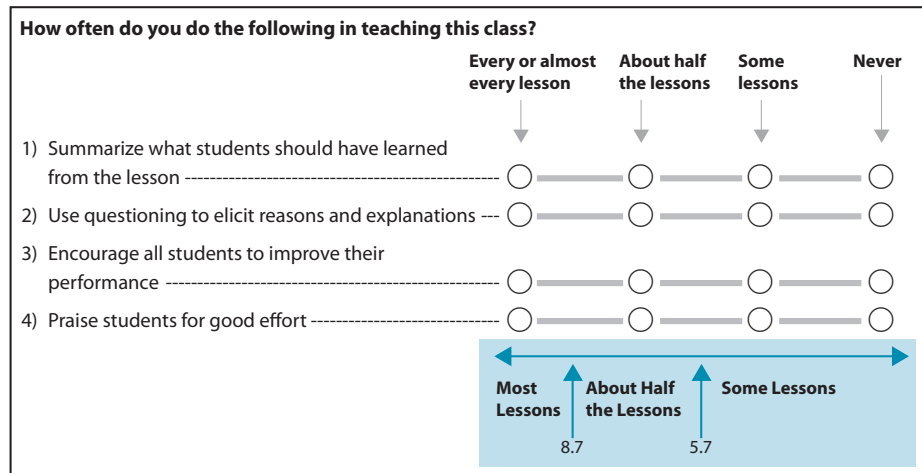 How often do you do the following in teaching this class?
Every or almost
every lesson
About half
the lessons
Some
lessons
Never
1) Summarize what students should have learned
from the lesson
2) Use questioning to elicit reasons and explanations
3) Encourage all students to improve their
performance
4) Praise students for good effort
Most
Lessons
About Half
the Lessons
Some Lessons
8.7
5.7